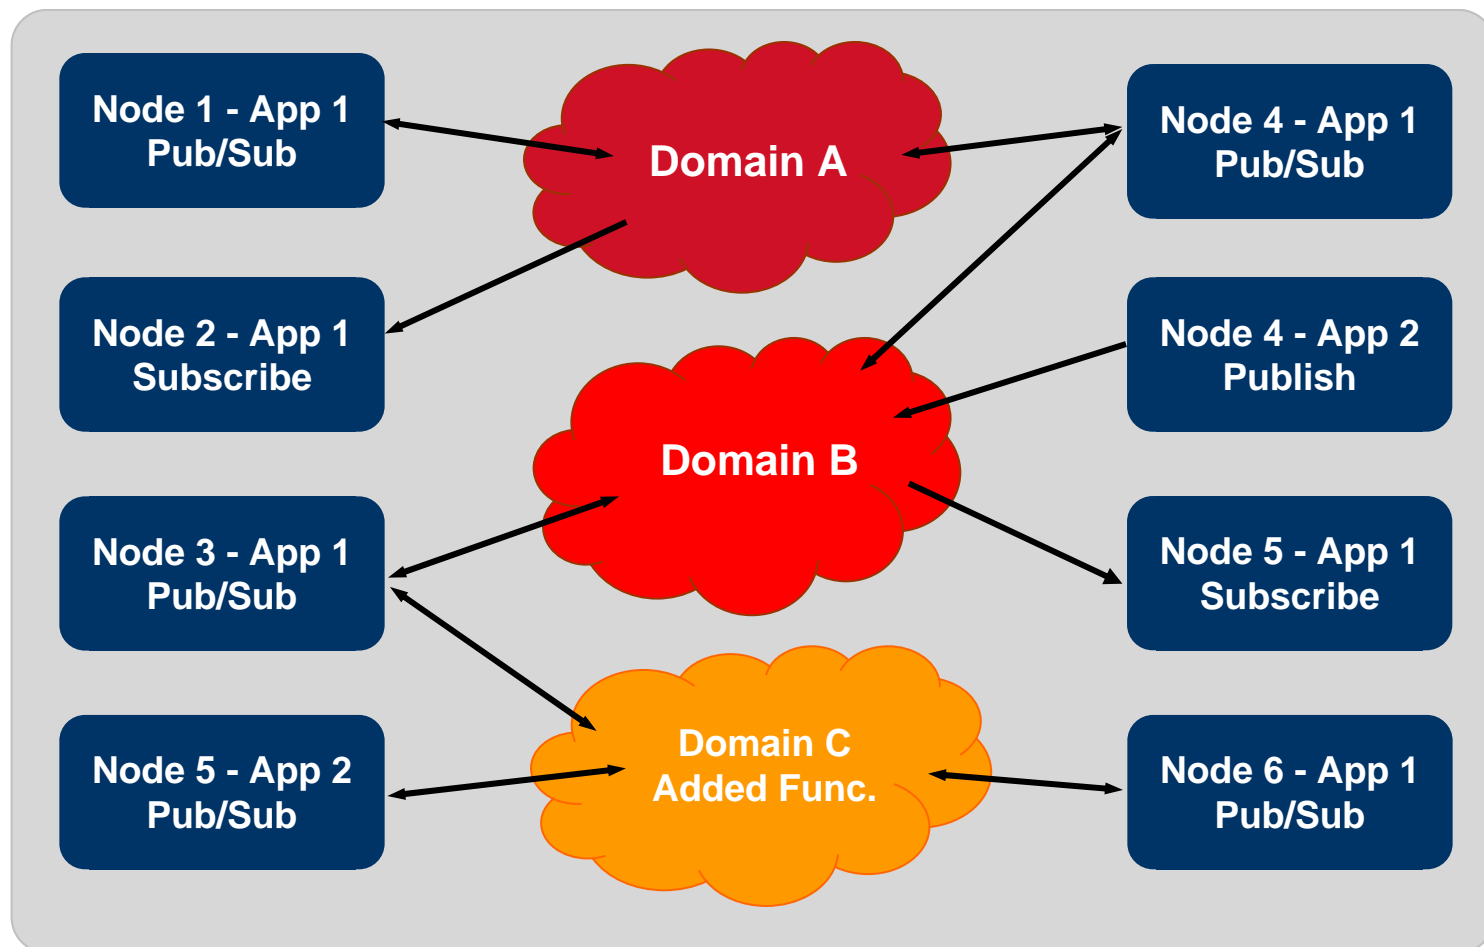 Node 1 - App 1
Pub/Sub
Domain A
Node 4 - App 1
Pub/Sub
Node 2 - App 1
Subscribe
Node 4 - App 2
Publish
Domain B
Node 3 - App 1
Pub/Sub
Node 5 - App 1
Subscribe
Node 5 - App 2
Pub/Sub
Domain C
Added Func.
Node 6 - App 1
Pub/Sub